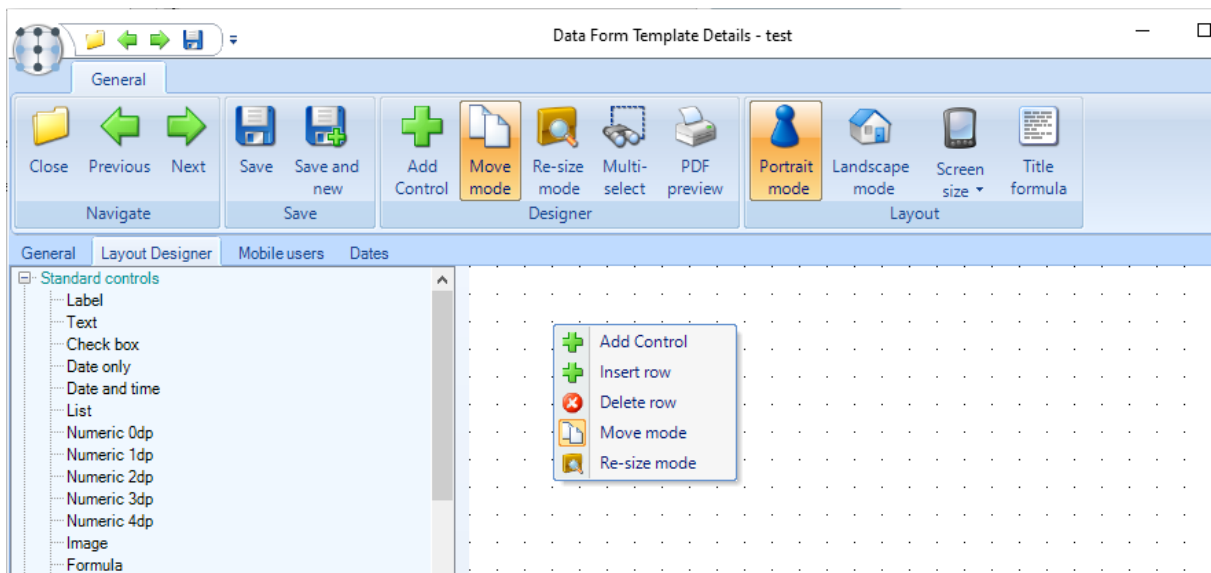 Data Form Template Details - test
General
Close
Previous
Next
Save
Save and
new
Add
Control
Move
mode
Re-size
mode
Multi-
select
PDF
preview
Portrait
mode
Landscape
mode
Screen
size
Title
formula
Navigate
Save
Designer
Layout
General
Layout Designer
Mobile users
Dates
Standard controls
Label
Text
Check box
Date only
Date and time
List
Numeric 0dp
Numeric 1dp
Numeric 2dp
Numeric 3dp
Numeric 4dp
Image
Formula
Add Control
Insert row
Delete row
Move mode
Re-size mode